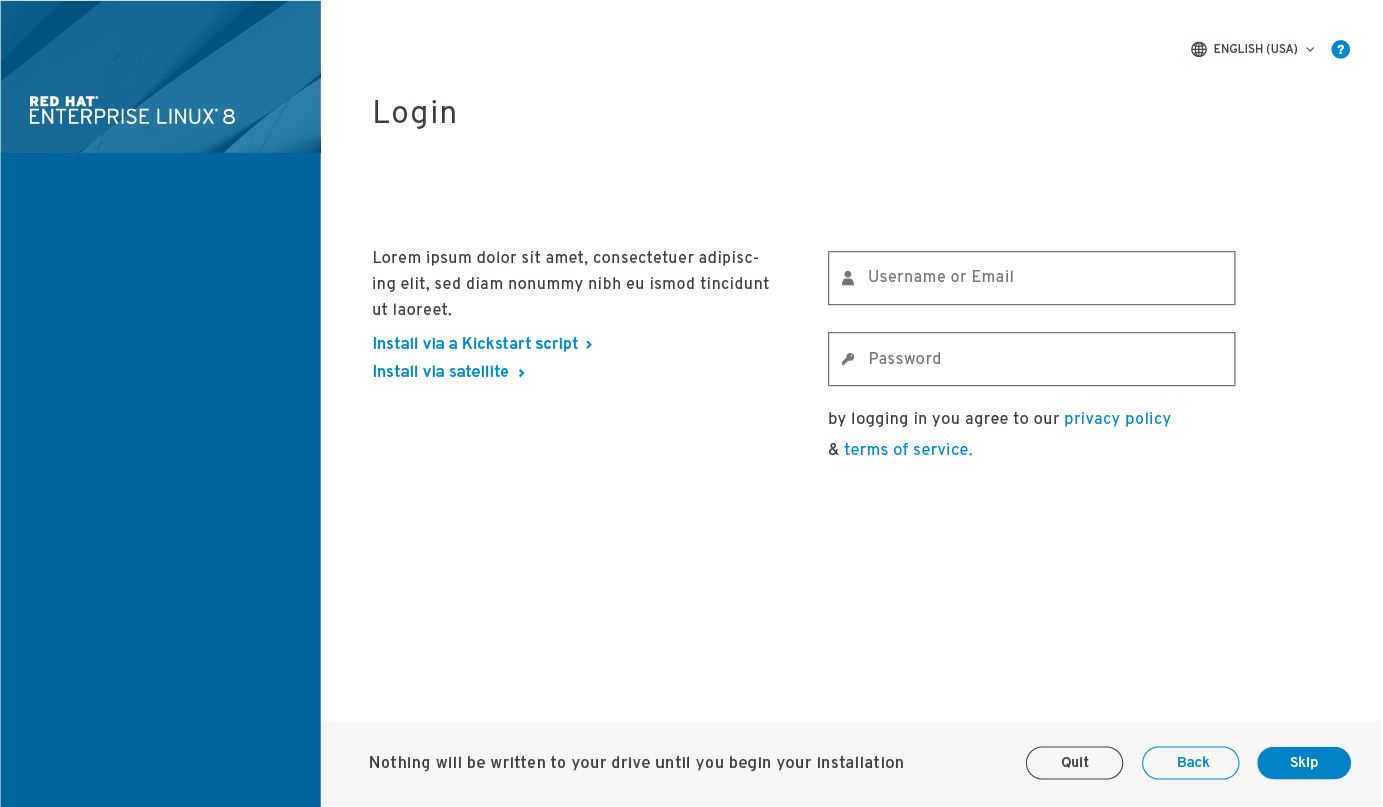 RED HAT®
ENTERPRISE LINUX® 8
ENGLISH (USA)
?
Login
Lorem ipsum dolor sit amet, consectetuer adipisc-
ing elit, sed diam nonummy nibh eu ismod tincidunt
ut laoreet.
Install via a Kickstart script
Install via satellite
Username or Email
Password
by logging in you agree to our privacy policy
& terms of service.
Nothing will be written to your drive until you begin your installation
Quit
Back
Skip